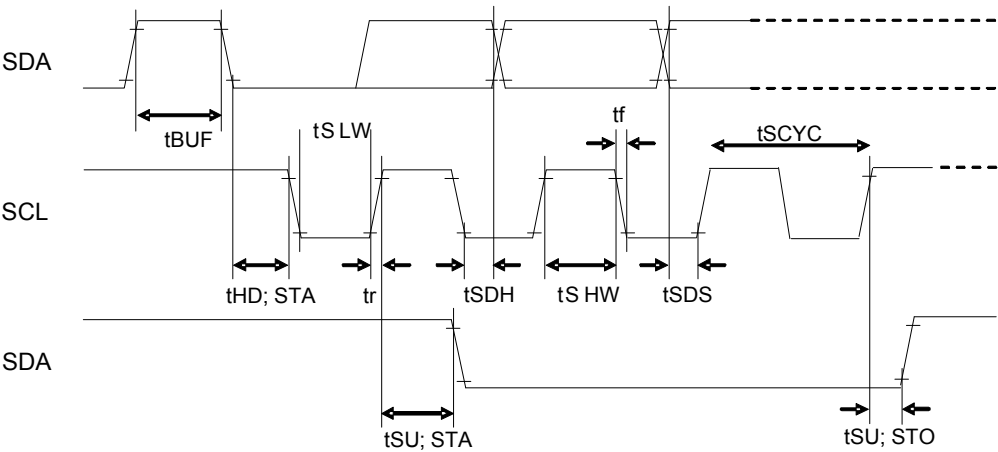 SDA
tBUF
tS LW
tf
tSCYC
SCL
tHD; STA
tr
tSDH
tS HW
tSDS
SDA
tSU; STA
tSU; STO